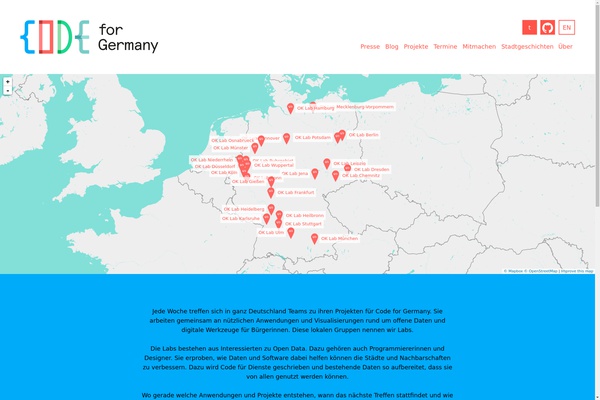 CODE for
Germany
T
EN
Presse Blog Projekte Termine Mitmachen Stadtgeschichten Über
+
-
OK Lab Hamburg
Mecklenburg-Vorpommern
OK Lab Osnabrück
OK Lab Potsdam
OK Lab Berlin
OK Lab Münster
OK Lab Niederrhein
OK Lab Düsseldorf
OK Lab Wuppertal
OK Lab Leipzig
OK Lab Dresden
OK Lab Köln
OK Lab Jena
OK Lab Chemnitz
OK Lab Gießen
OK Lab Frankfurt
OK Lab Heidelberg
OK Lab Heilbronn
OK Lab Karlsruhe
OK Lab Stuttgart
OK Lab Ulm
OK Lab München
© Mapbox © OpenStreetMap | Improve this map
Jede Woche treffen sich in ganz Deutschland Teams zu ihren Projekten für Code for Germany. Sie
arbeiten gemeinsam an nützlichen Anwendungen und Visualisierungen rund um offene Daten und
digitale Werkzeuge für BürgerInnen. Diese lokalen Gruppen nennen wir Labs.
Die Labs bestehen aus Interessierten zu Open Data. Dazu gehören auch ProgrammiererInnen und
Designer. Sie erproben, wie Daten und Software dabei helfen können die Städte und Nachbarschaften
zu verbessern. Dazu wird Code für Dienste geschrieben und bestehende Daten so aufbereitet, dass sie
von allen genutzt werden können.
Wo gerade welche Anwendungen und Projekte entstehen, wann das nächste Treffen stattfindet und wie